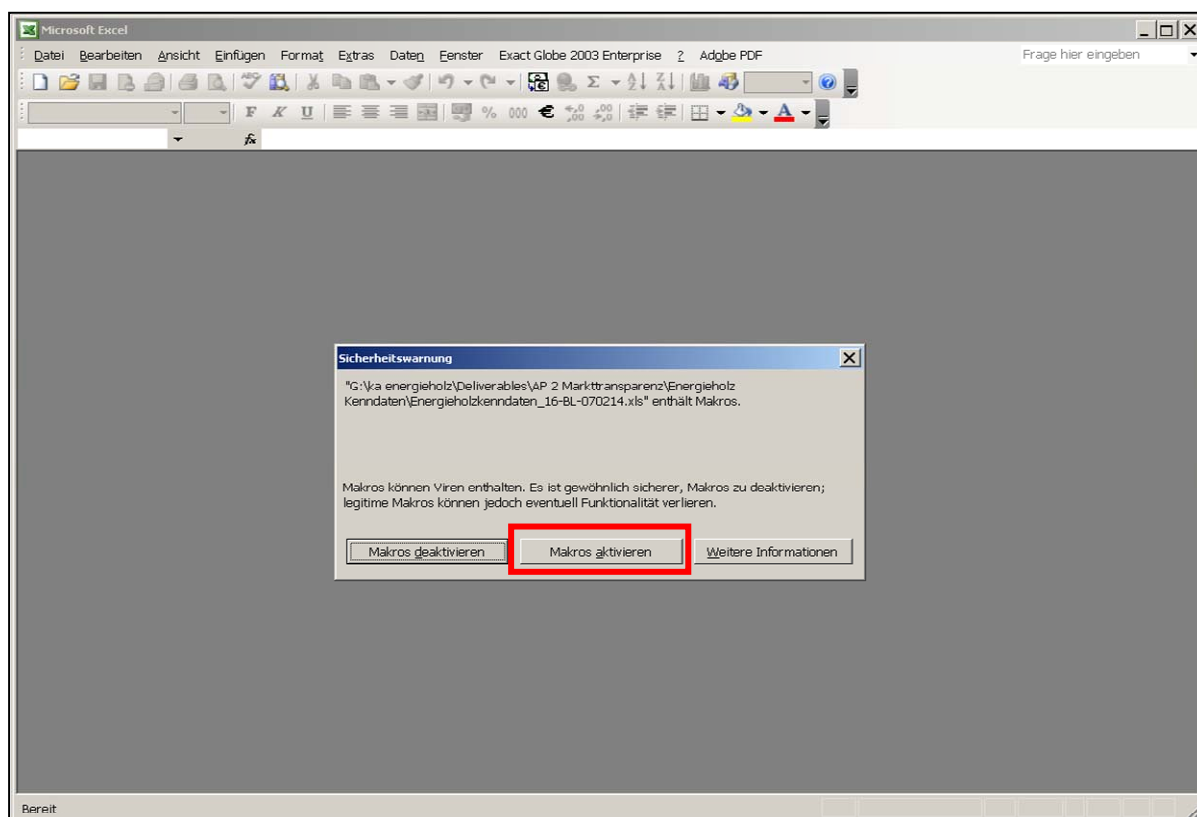 Microsoft Excel
Datei Bearbeiten Ansicht Einfügen Format Extras Daten Fenster Exact Globe 2003 Enterprise ? Adobe PDF Frage hier eingeben
F K U % 000 € A
fx
Sicherheitswarnung
"G:\ka energieholz\Deliverables\AP 2 Markttransparenz\Energieholz
Kenndaten\Energieholzkenndaten_16-BL-070214.xls" enthält Makros.
Makros können Viren enthalten. Es ist gewöhnlich sicherer, Makros zu deaktivieren;
legitime Makros können jedoch eventuell Funktionalität verlieren.
Makros deaktivieren Makros aktivieren Weitere Informationen
Bereit